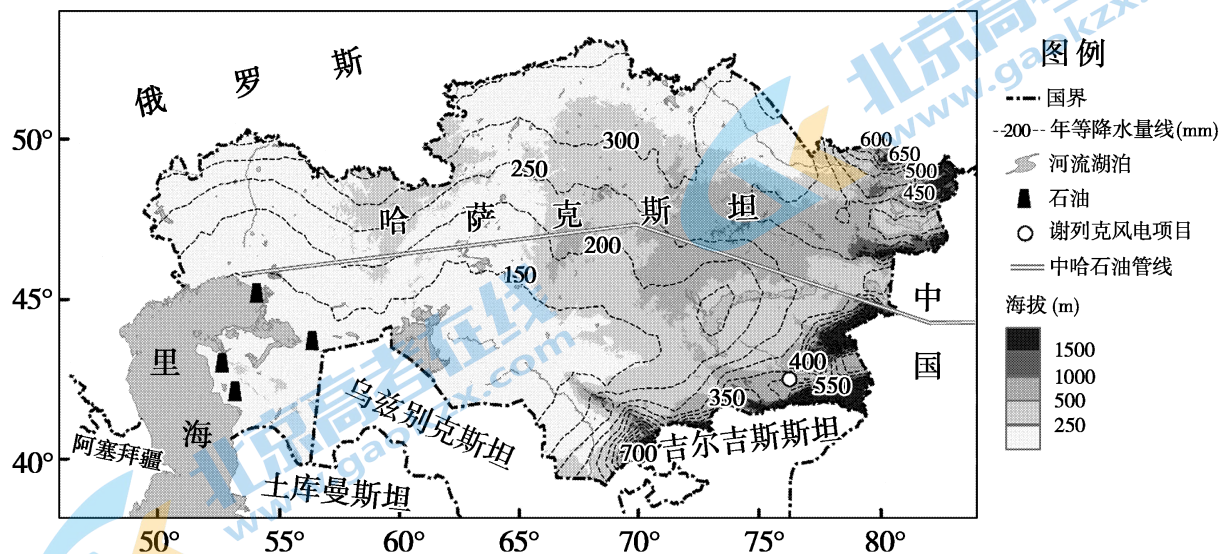 俄罗斯
哈萨克斯坦
中国
里海
阿塞拜疆
乌兹别克斯坦
土库曼斯坦
吉尔吉斯斯坦
50°
45°
40°
50° 55° 60° 65° 70° 75° 80°
300
250
200
150
600
650
500
450
400
550
350
700
图例
国界
200 年等降水量线(mm)
河流湖泊
石油
谢列克风电项目
中哈石油管线
海拔 (m)
1500
1000
500
250
北京高考在线
www.gaokzx.com